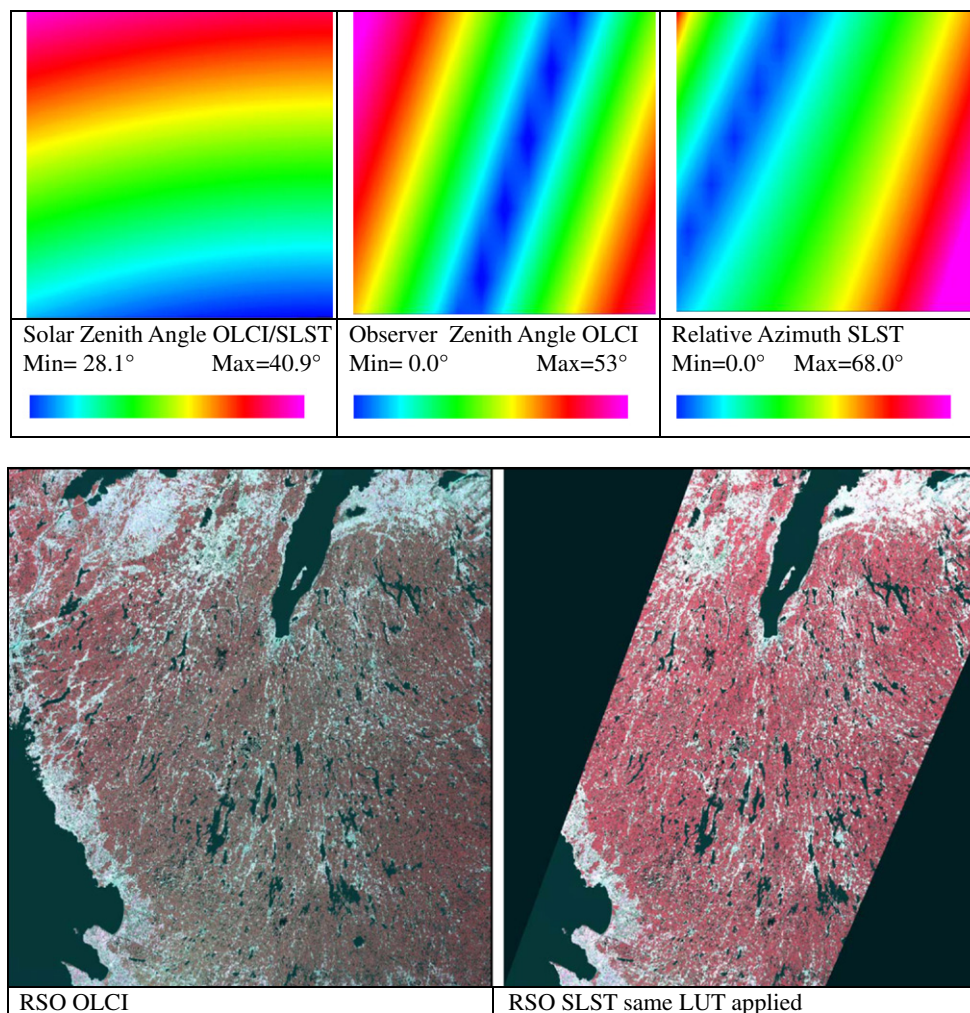 Solar Zenith Angle OLCI/SLST
Min= 28.1° Max=40.9°
Observer Zenith Angle OLCI
Min= 0.0° Max=53°
Relative Azimuth SLST
Min=0.0° Max=68.0°
RSO OLCI
RSO SLST same LUT applied